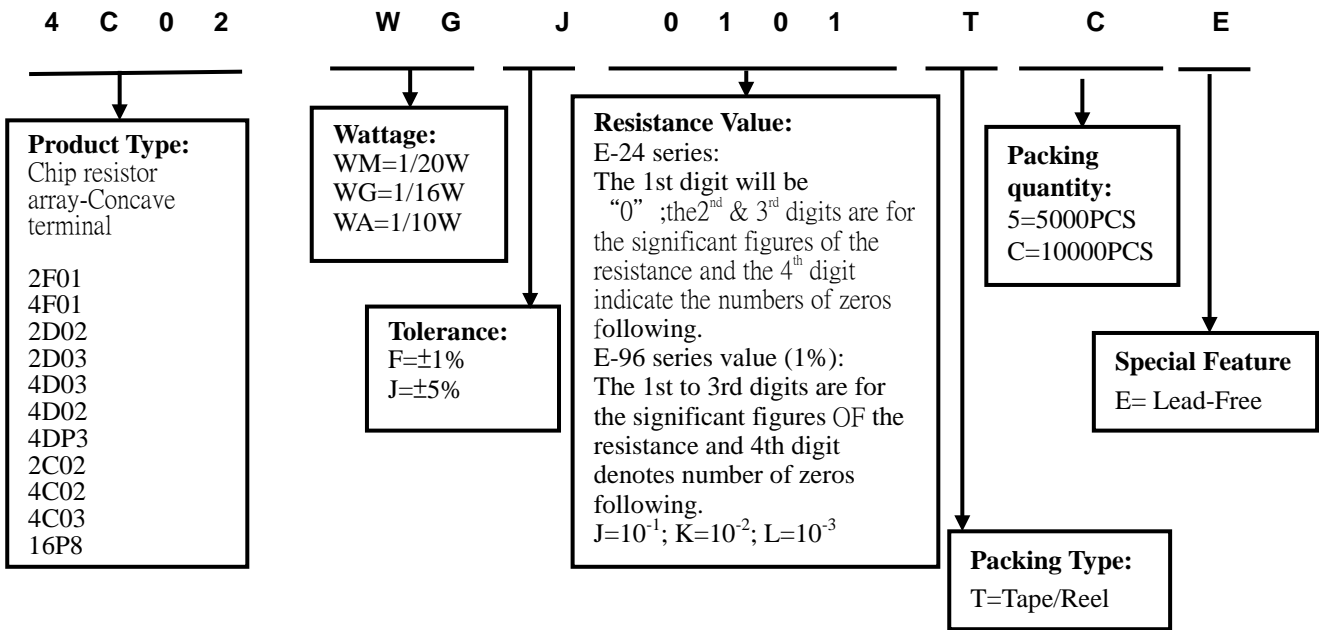 4 C 0 2 W G J 0 1 0 1 T C E
Product Type:
Chip resistor
array-Concave
terminal
2F01
4F01
2D02
2D03
4D03
4D02
4DP3
2C02
4C02
4C03
16P8
Wattage:
WM=1/20W
WG=1/16W
WA=1/10W
Tolerance:
F=±1%
J=±5%
Resistance Value:
E-24 series:
The 1st digit will be
“0” ;the2nd & 3rd digits are for
the significant figures of the
resistance and the 4th digit
indicate the numbers of zeros
following.
E-96 series value (1%):
The 1st to 3rd digits are for
the significant figures OF the
resistance and 4th digit
denotes number of zeros
following.
J=10-1; K=10-2; L=10-3
Packing
quantity:
5=5000PCS
C=10000PCS
Special Feature
E= Lead-Free
Packing Type:
T=Tape/Reel